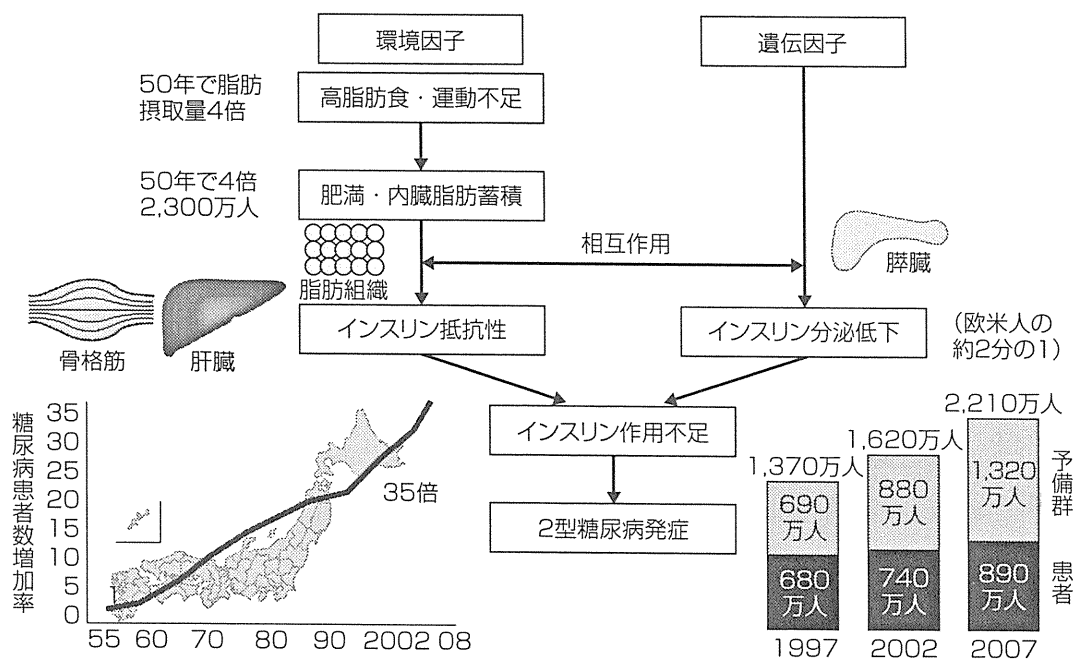 環境因子
遺伝因子
50年で脂肪
摂取量4倍
高脂肪食・運動不足
50年で4倍
2,300万人
肥満・内臓脂肪蓄積
相互作用
膵臓
脂肪組織
骨格筋
肝臓
インスリン抵抗性
インスリン分泌低下
(欧米人の
約2分の1)
インスリン作用不足
2型糖尿病発症
糖尿病患者数増加率
35
30
25
20
15
10
5
0
35倍
55 60 70 80 90 2002 08
1,370万人
1,620万人
2,210万人
690
万人
880
万人
1,320
万人
予備群
680
万人
740
万人
890
万人
患者
1997 2002 2007